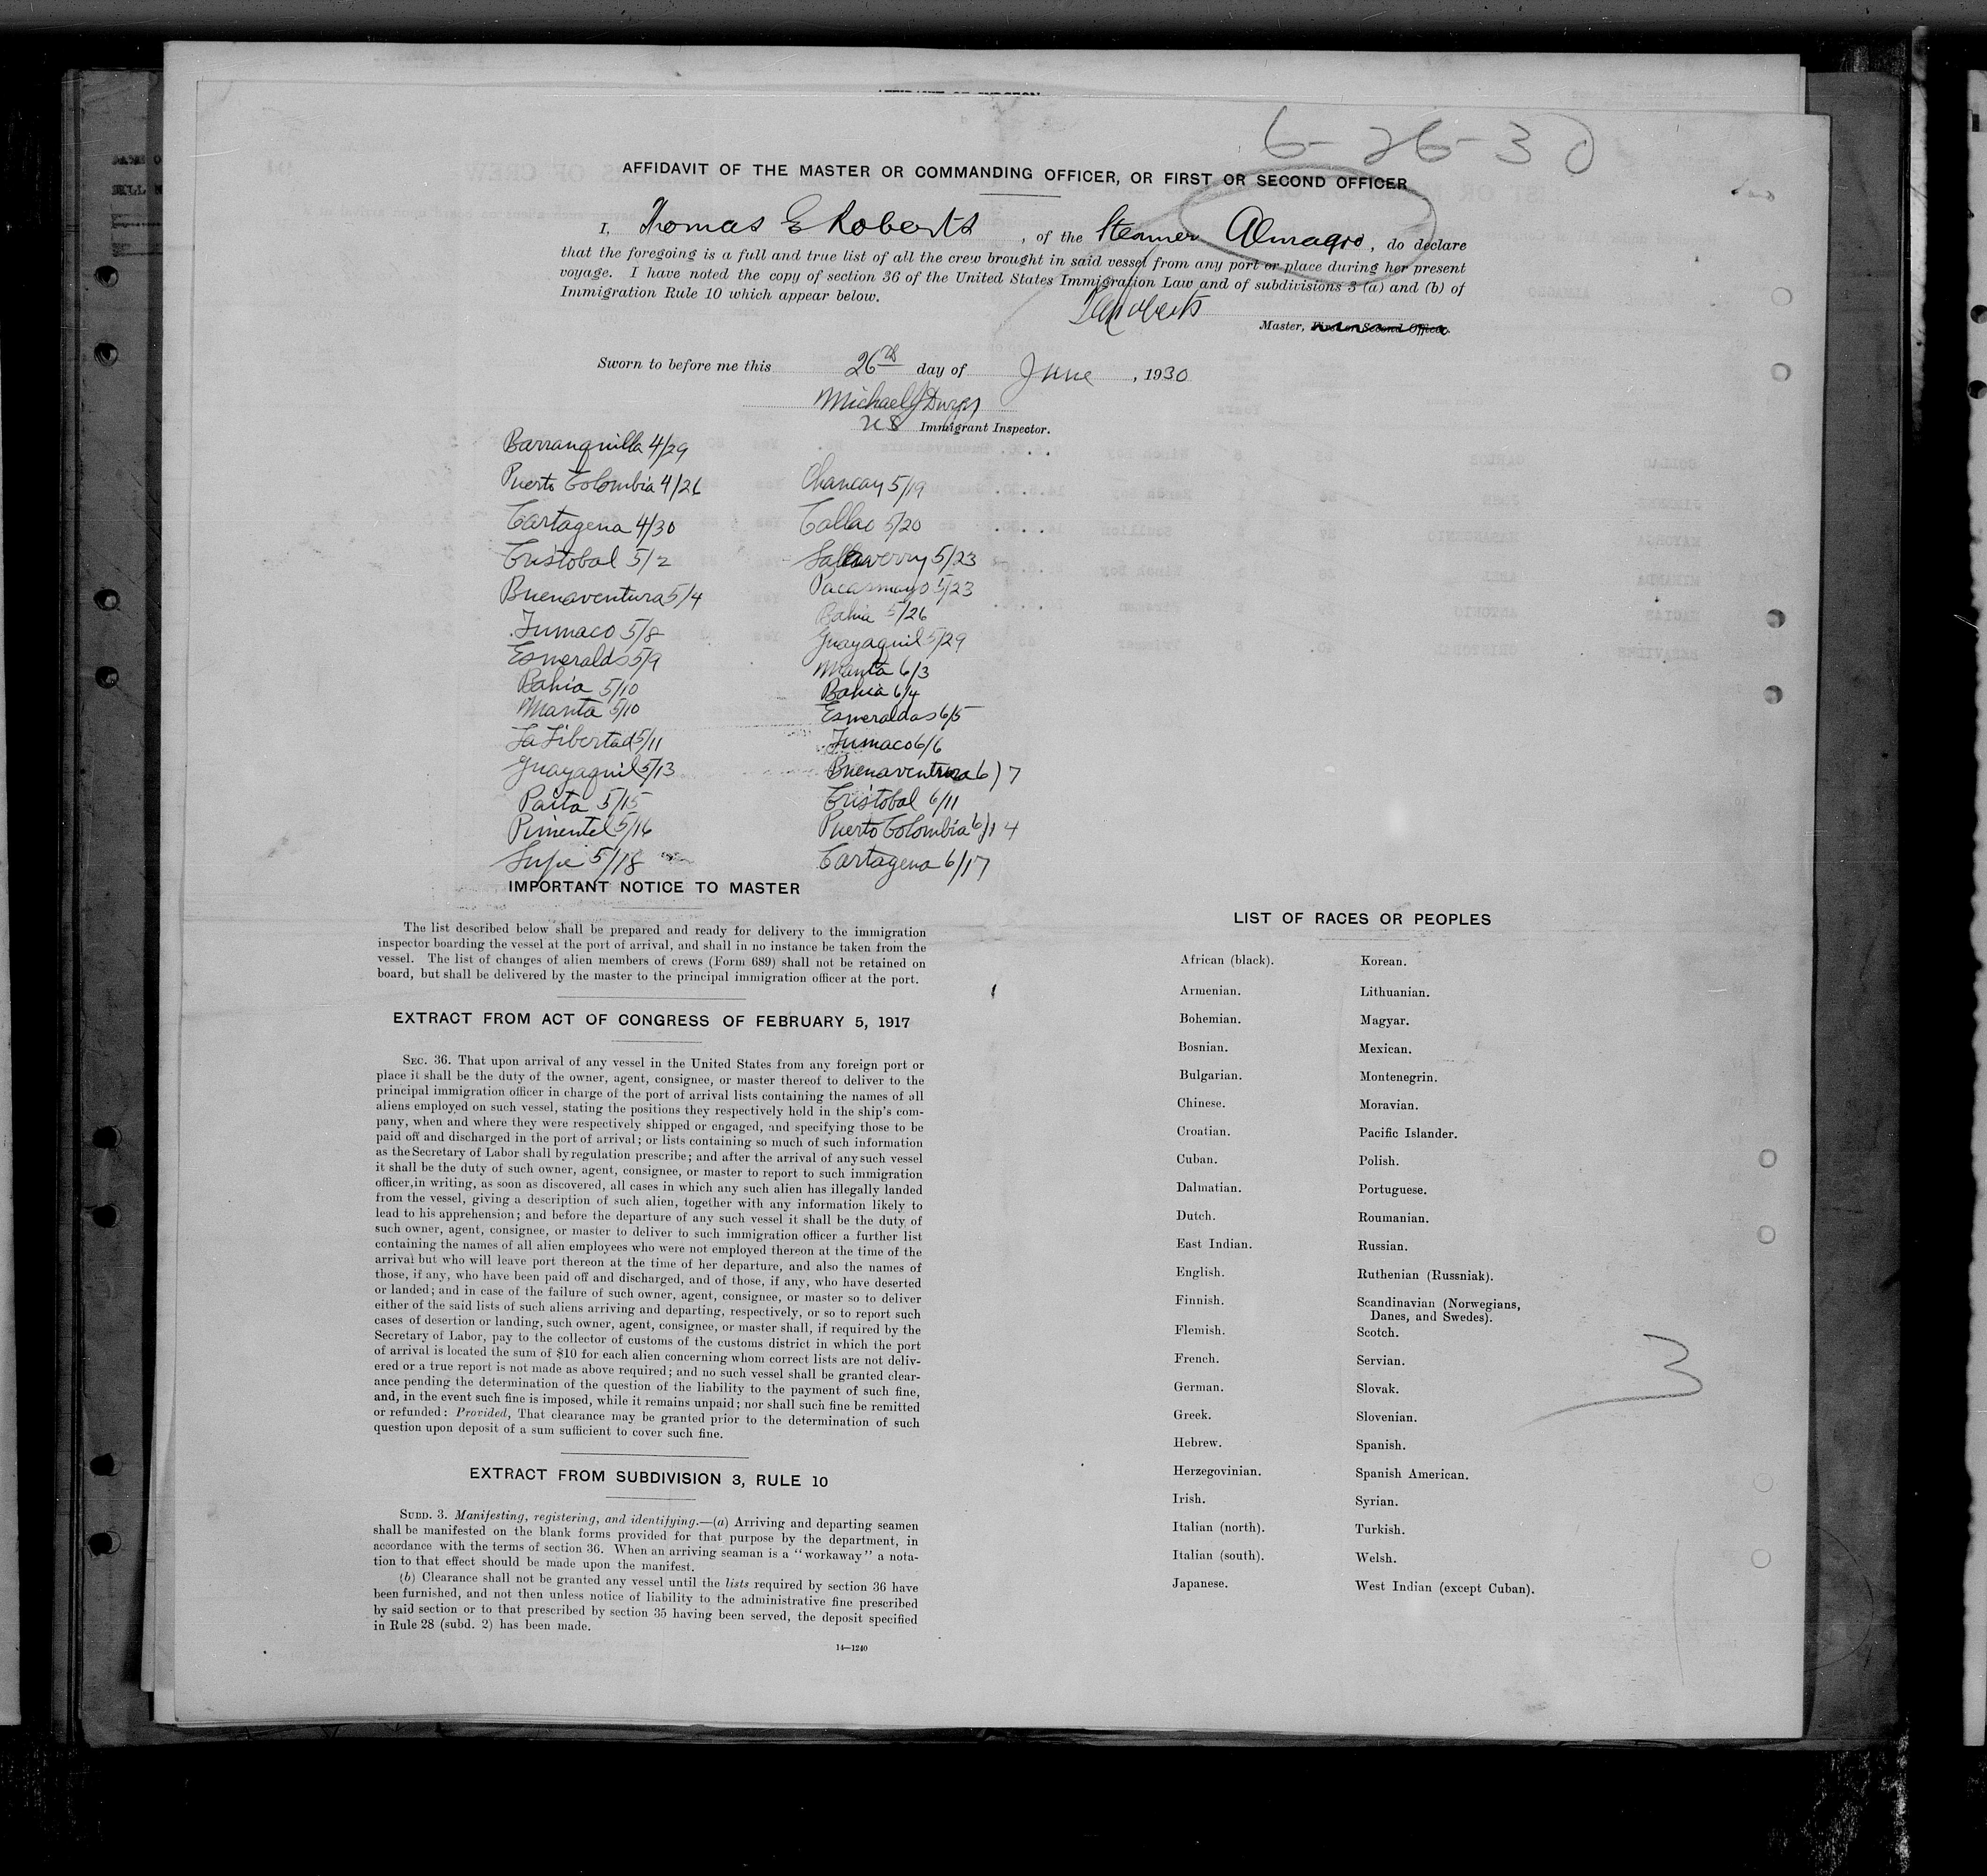 6-26-30
AFFIDAVIT OF THE MASTER OR COMMANDING OFFICER, OR FIRST OR SECOND OFFICER
I, Thomas E Roberts, of the Steamer Almagro, do declare
that the foregoing is a full and true list of all the crew brought in said vessel from any port or place during her present
voyage. I have noted the copy of section 36 of the United States Immigration Law and of subdivisions 3 (a) and (b) of
Immigration Rule 10 which appear below.
Master, First or Second Officer.
Sworn to before me this 26th day of June, 1930
Michael J
US Immigrant Inspector.
Barranquilla 4/29
Puerto Colombia 4/26
Cartagena 4/30
Cristobal 5/2
Buenaventura 5/4
Tumaco 5/8
Esmeraldas 5/9
Bahia 5/10
Manta 5/10
La Libertad 5/11
Guayaquil 5/13
Paita 5/15
Pimentel 5/16
Supe 5/18
Chancay 5/19
Callao 5/20
Salaverry 5/23
Pacasmayo 5/23
Bahia 5/26
Guayaquil 5/29
Manta 6/3
Bahia 6/4
Esmeraldas 6/5
Tumaco 6/6
Buenaventura 6/7
Cristobal 6/11
Puerto Colombia 6/14
Cartagena 6/17
IMPORTANT NOTICE TO MASTER
The list described below shall be prepared and ready for delivery to the immigration
inspector boarding the vessel at the port of arrival, and shall in no instance be taken from the
vessel. The list of changes of alien members of crews (Form 689) shall not be retained on
board, but shall be delivered by the master to the principal immigration officer at the port.
EXTRACT FROM ACT OF CONGRESS OF FEBRUARY 5, 1917
SEC. 36. That upon arrival of any vessel in the United States from any foreign port or
place it shall be the duty of the owner, agent, consignee, or master thereof to deliver to the
principal immigration officer in charge of the port of arrival lists containing the names of all
aliens employed on such vessel, stating the positions they respectively hold in the ship's com-
pany, when and where they were respectively shipped or engaged, and specifying those to be
paid off and discharged in the port of arrival; or lists containing so much of such information
as the Secretary of Labor shall by regulation prescribe; and after the arrival of any such vessel
it shall be the duty of such owner, agent, consignee, or master to report to such immigration
officer, in writing, as soon as discovered, all cases in which any such alien has illegally landed
from the vessel, giving a description of such alien, together with any information likely to
lead to his apprehension; and before the departure of any such vessel it shall be the duty of
such owner, agent, consignee, or master to deliver to such immigration officer a further list
containing the names of all alien employees who were not employed thereon at the time of the
arrival but who will leave port thereon at the time of her departure, and also the names of
those, if any, who have been paid off and discharged, and of those, if any, who have deserted
or landed; and in case of the failure of such owner, agent, consignee, or master so to deliver
either of the said lists of such aliens arriving and departing, respectively, or so to report such
cases of desertion or landing, such owner, agent, consignee, or master shall, if required by the
Secretary of Labor, pay to the collector of customs of the customs district in which the port
of arrival is located the sum of $10 for each alien concerning whom correct lists are not deliv-
ered or a true report is not made as above required; and no such vessel shall be granted clear-
ance pending the determination of the question of the liability to the payment of such fine,
and, in the event such fine is imposed, while it remains unpaid; nor shall such fine be remitted
or refunded: Provided, That clearance may be granted prior to the determination of such
question upon deposit of a sum sufficient to cover such fine.
EXTRACT FROM SUBDIVISION 3, RULE 10
SUBD. 3. Manifesting, registering, and identifying.—(a) Arriving and departing seamen
shall be manifested on the blank forms provided for that purpose by the department, in
accordance with the terms of section 36. When an arriving seaman is a "workaway" a nota-
tion to that effect should be made upon the manifest.
(b) Clearance shall not be granted any vessel until the lists required by section 36 have
been furnished, and not then unless notice of liability to the administrative fine prescribed
by said section or to that prescribed by section 35 having been served, the deposit specified
in Rule 28 (subd. 2) has been made.
14—1240
LIST OF RACES OR PEOPLES
African (black).
Armenian.
Bohemian.
Bosnian.
Bulgarian.
Chinese.
Croatian.
Cuban.
Dalmatian.
Dutch.
East Indian.
English.
Finnish.
Flemish.
French.
German.
Greek.
Hebrew.
Herzegovinian.
Irish.
Italian (north).
Italian (south).
Japanese.
Korean.
Lithuanian.
Magyar.
Mexican.
Montenegrin.
Moravian.
Pacific Islander.
Polish.
Portuguese.
Roumanian.
Russian.
Ruthenian (Russniak).
Scandinavian (Norwegians,
Danes, and Swedes).
Scotch.
Servian.
Slovak.
Slovenian.
Spanish.
Spanish American.
Syrian.
Turkish.
Welsh.
West Indian (except Cuban).
3